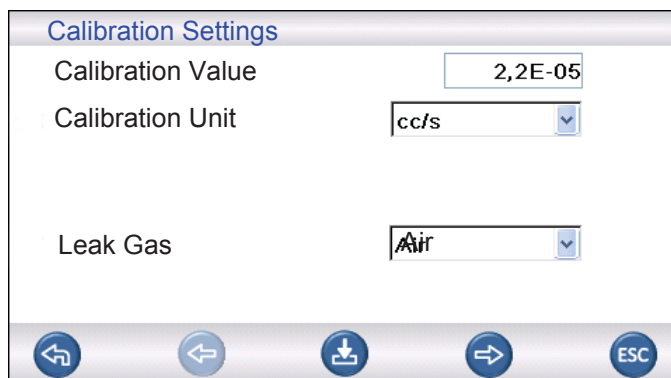 Calibration Settings
Calibration Value 2,2E-05
Calibration Unit cc/s
Leak Gas Air
ESC